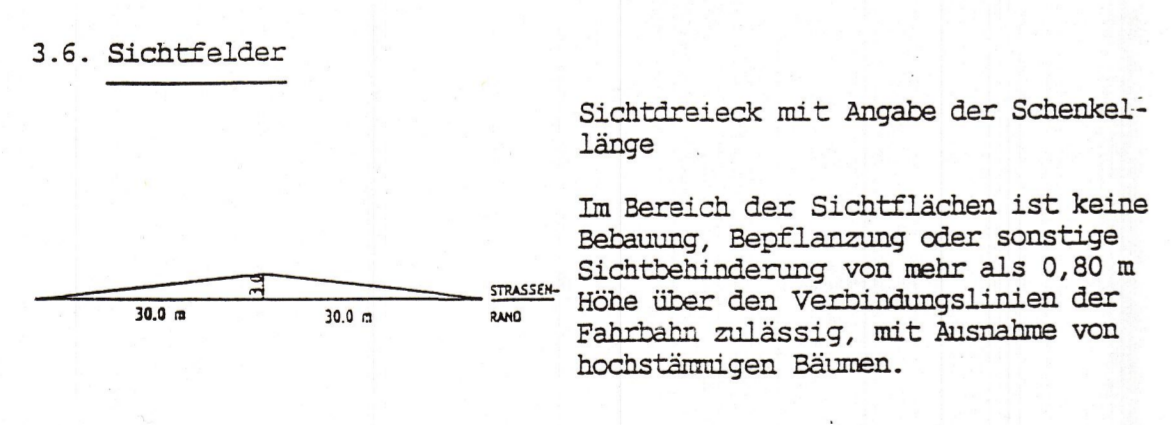 3.6. Sichtfelder
Sichtdreieck mit Angabe der Schenkel-
länge
Im Bereich der Sichtflächen ist keine
Bebauung, Bepflanzung oder sonstige
Sichtbehinderung von mehr als 0,80 m
Höhe über den Verbindungslinien der
Fahrbahn zulässig, mit Ausnahme von
hochstämmigen Bäumen.
3.0
30.0 m
30.0 m
STRASSEN-
RAND